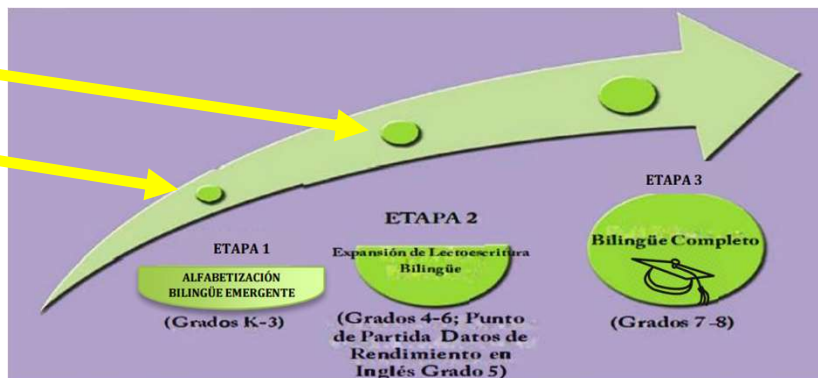 ETAPA 1
ALFABETIZACIÓN
BILINGÜE EMERGENTE
(Grados K-3)
ETAPA 2
Expansión de Lectoescritura
Bilingüe
(Grados 4-6; Punto
de Partida Datos de
Rendimiento en
Inglés Grado 5)
ETAPA 3
Bilingüe Completo
(Grados 7-8)